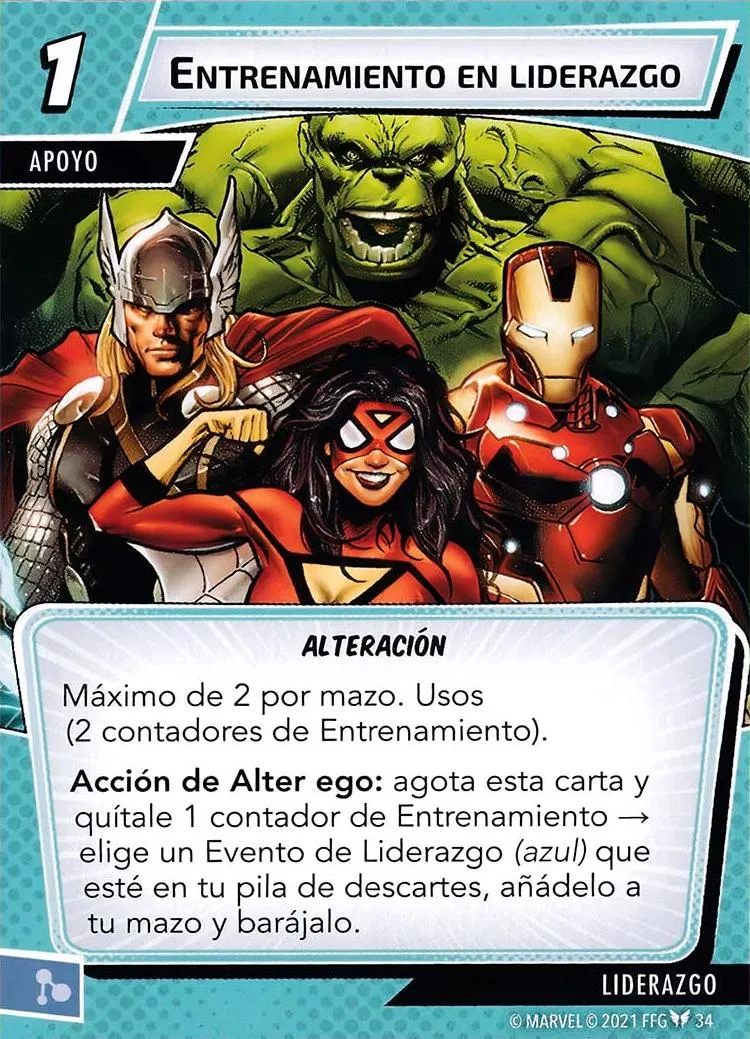 1
ENTRENAMIENTO EN LIDERAZGO
APOYO
ALTERACIÓN
Máximo de 2 por mazo. Usos
(2 contadores de Entrenamiento).
Acción de Alter ego: agota esta carta y
quítale 1 contador de Entrenamiento →
elige un Evento de Liderazgo (azul) que
esté en tu pila de descartes, añádelo a
tu mazo y barájalo.
LIDERAZGO
© MARVEL © 2021 FFG 34